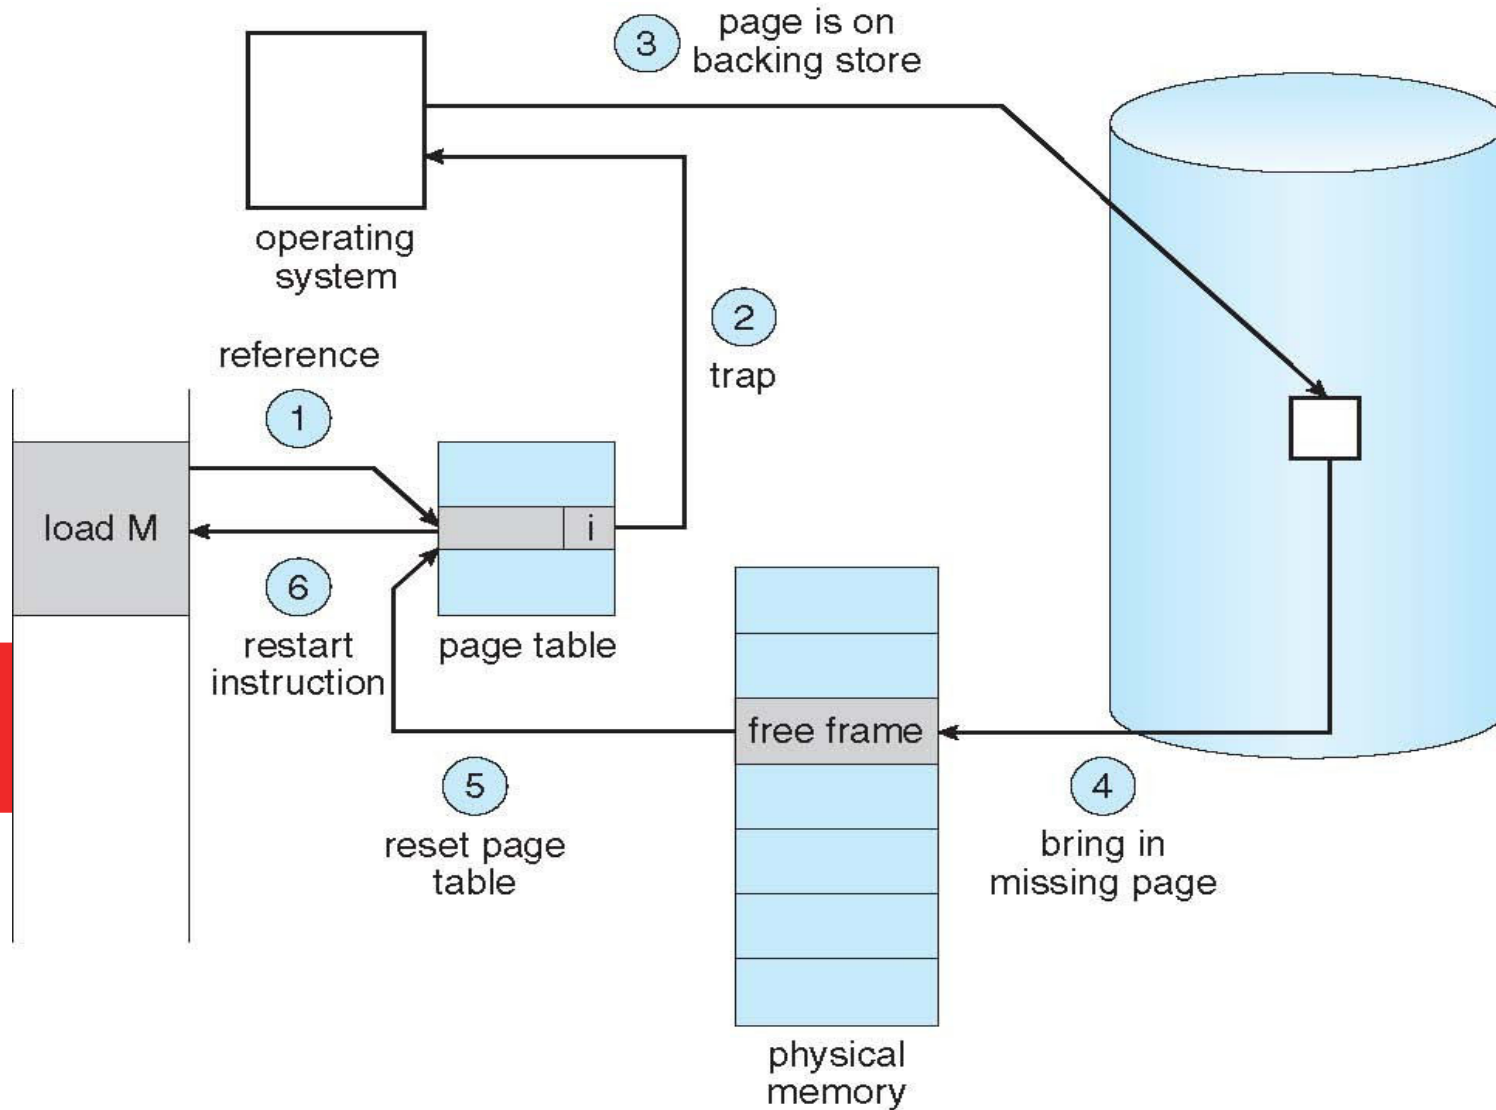 3
page is on
backing store
operating
system
2
trap
reference
1
load M
i
6
restart
instruction
page table
free frame
5
reset page
table
4
bring in
missing page
physical
memory